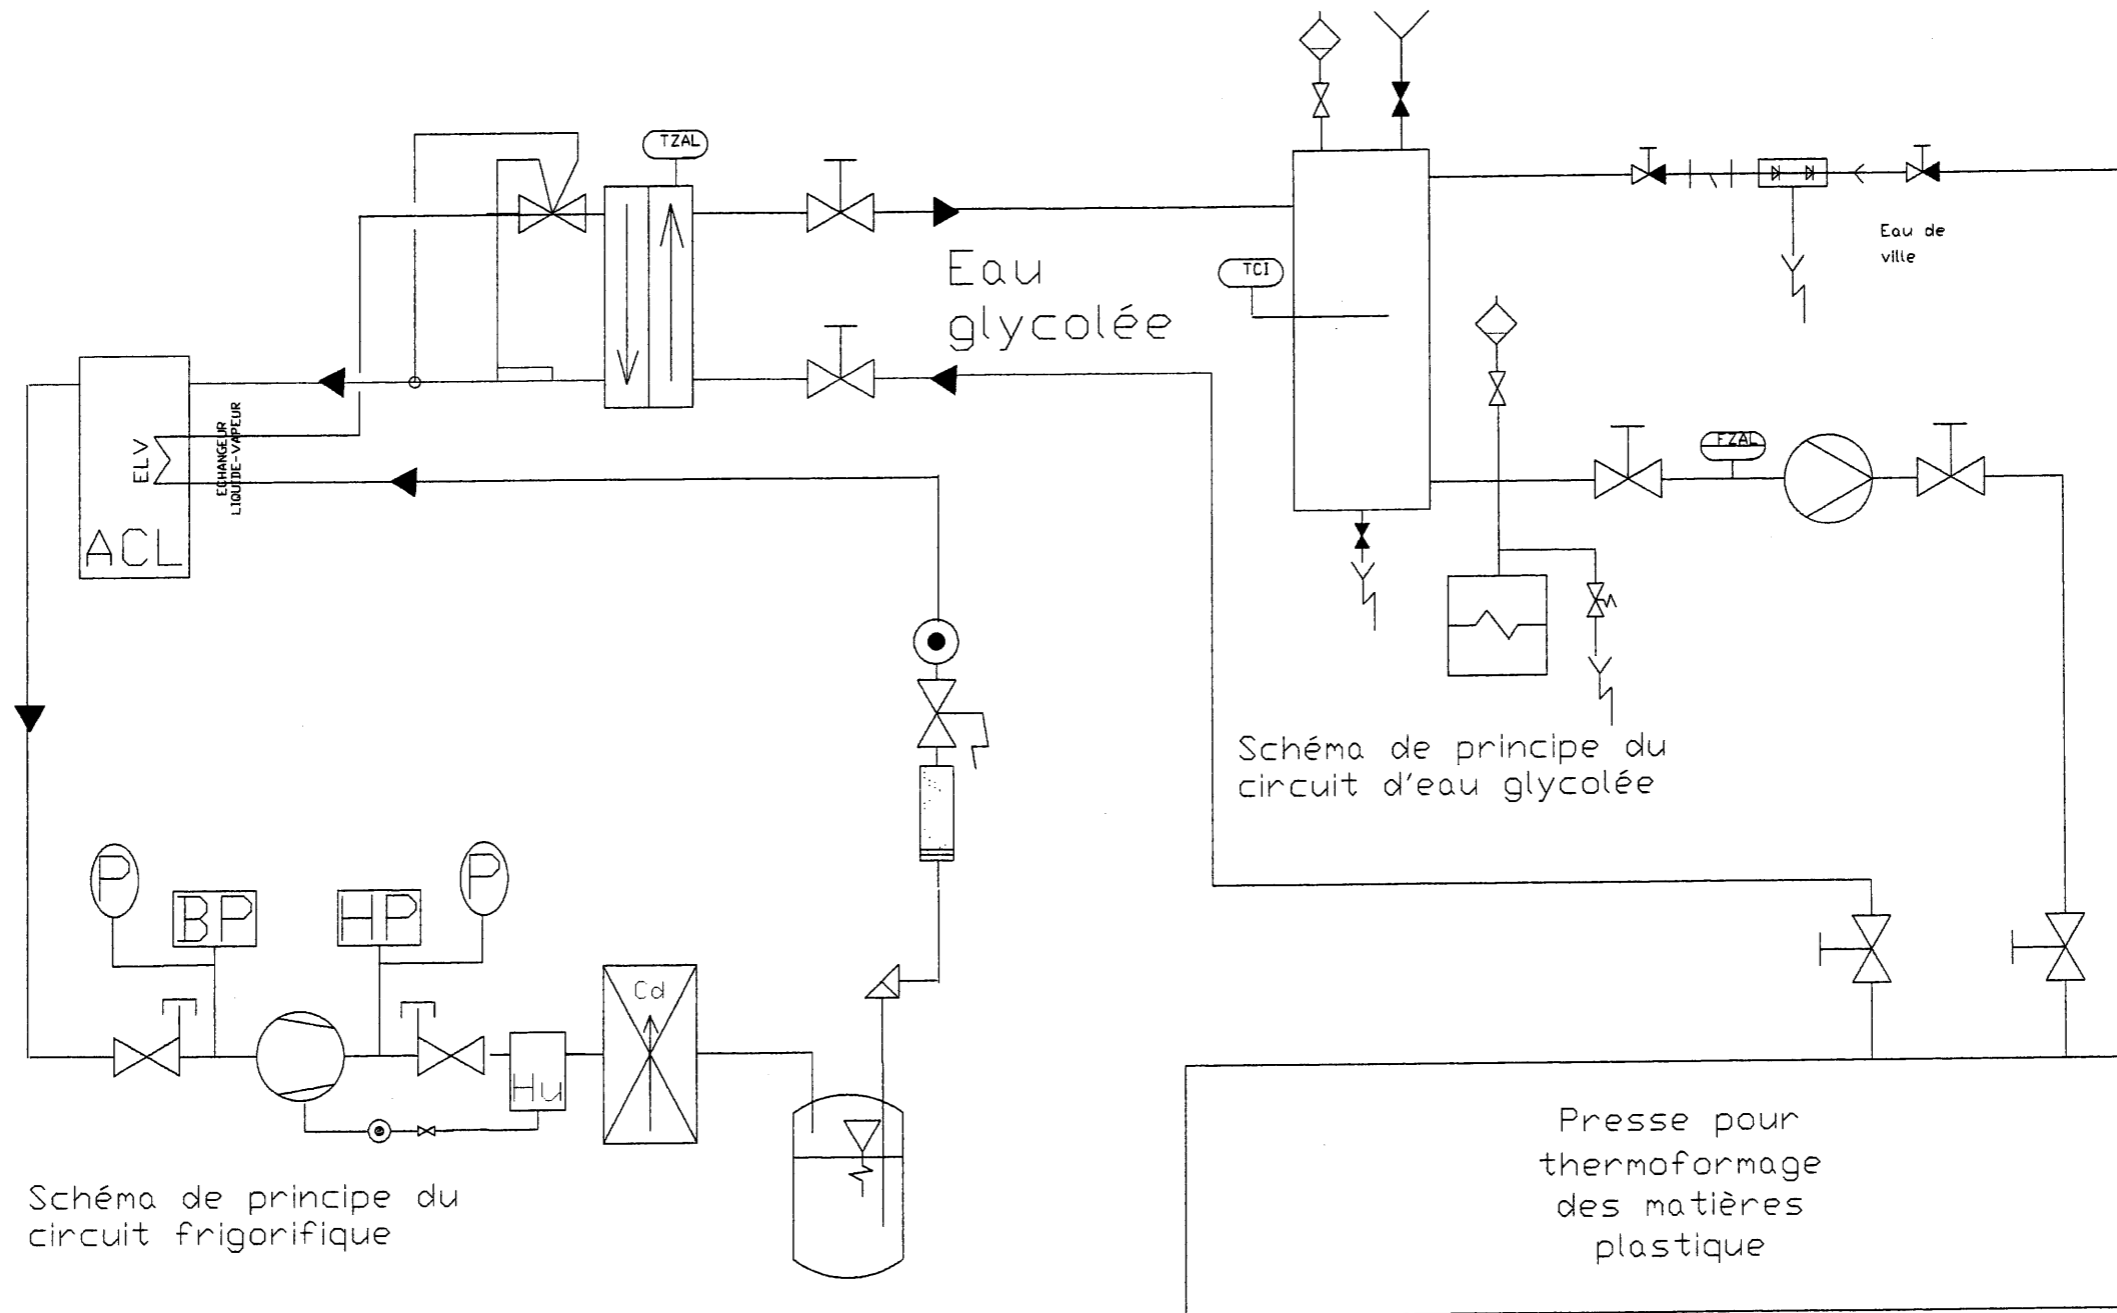 TZAL
Eau
glycolée
TCI
Eau de
ville
ELV
ECHANGEUR
LIQUIDE-VAPEUR
ACL
FZAL
Schéma de principe du
circuit d'eau glycolée
P
BP
HP
P
Cd
Hu
Schéma de principe du
circuit frigorifique
Presse pour
thermoformage
des matières
plastique